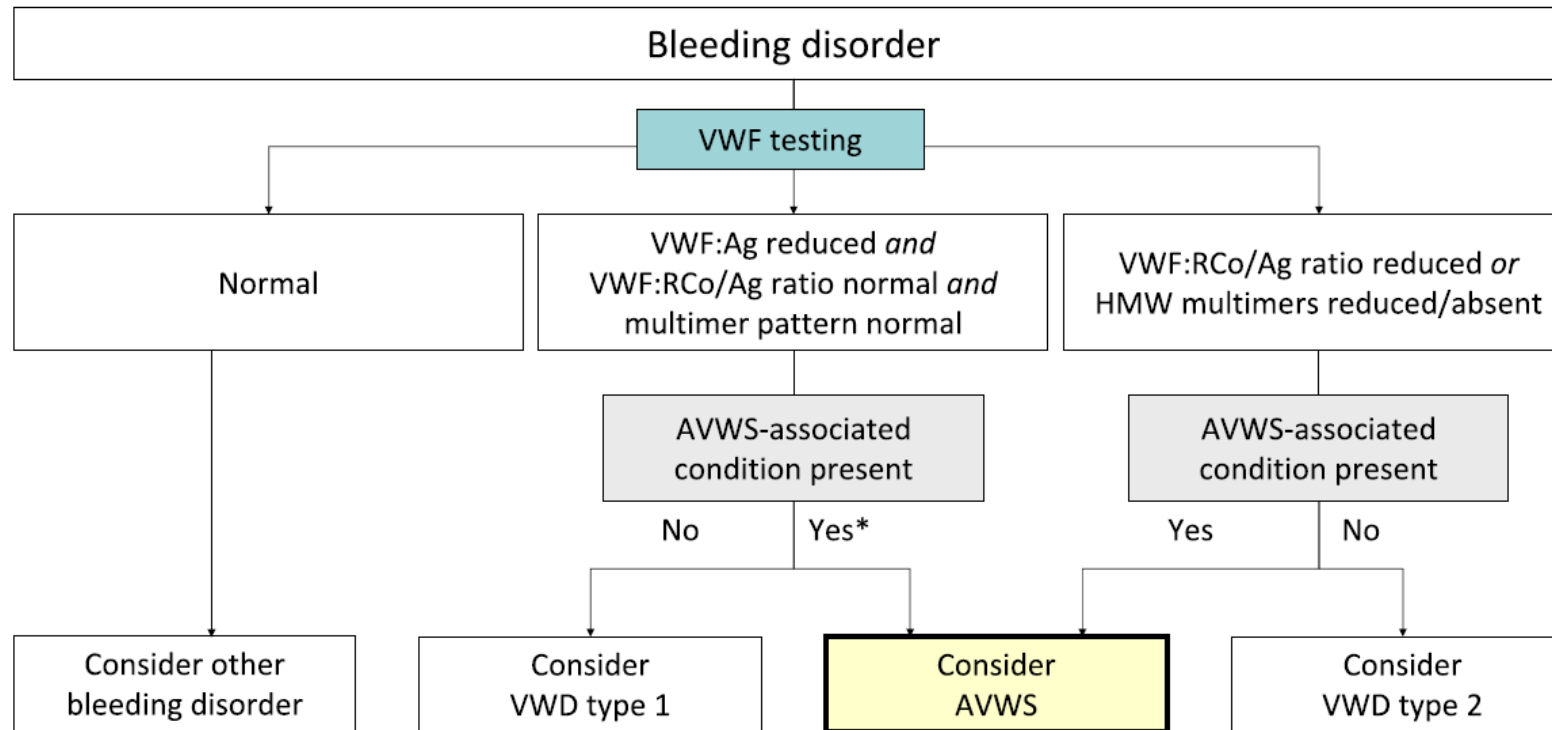 Bleeding disorder
VWF testing
Normal
VWF:Ag reduced and
VWF:RCo/Ag ratio normal and
multimer pattern normal
VWF:RCo/Ag ratio reduced or
HMW multimers reduced/absent
AVWS-associated
condition present
AVWS-associated
condition present
No
Yes*
Yes
No
Consider other
bleeding disorder
Consider
VWD type 1
Consider
AVWS
Consider
VWD type 2